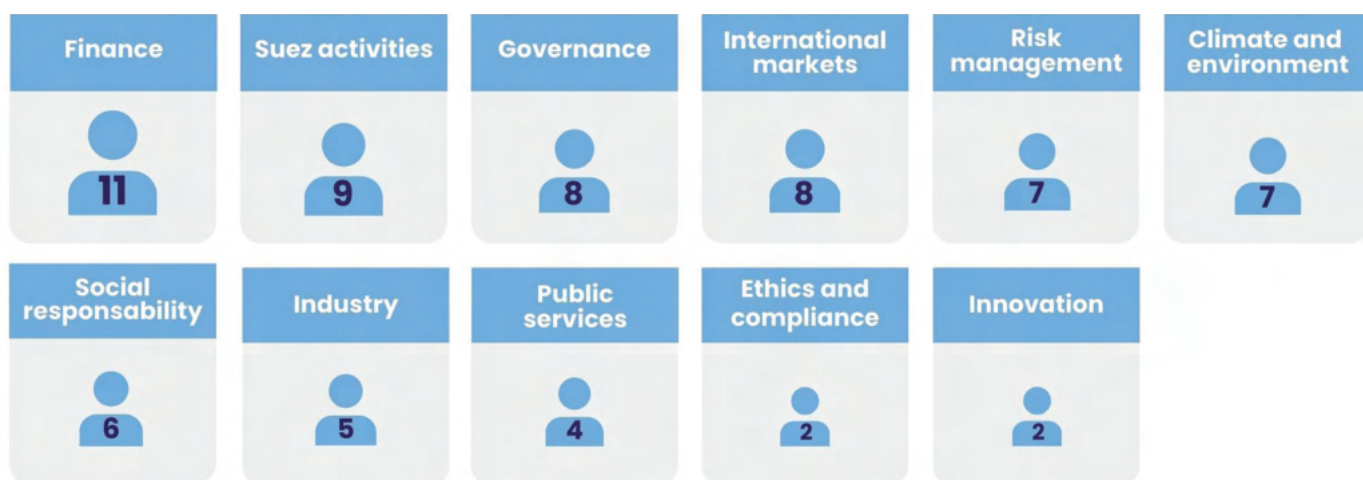 Finance
Suez activities
Governance
International
markets
Risk
management
Climate and
environment
11
9
8
8
7
7
Social
responsability
Industry
Public
services
Ethics and
compliance
Innovation
6
5
4
2
2